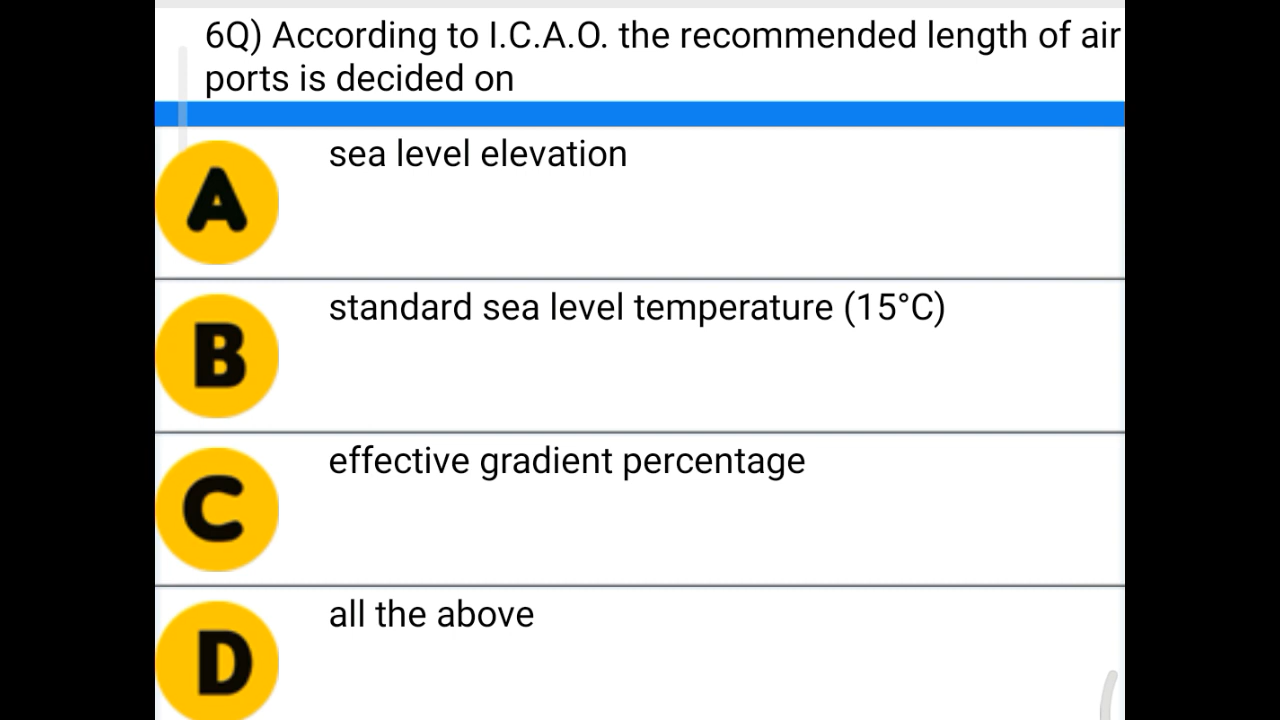 6Q) According to I.C.A.O. the recommended length of air
ports is decided on
A
sea level elevation
B
standard sea level temperature (15°C)
C
effective gradient percentage
D
all the above